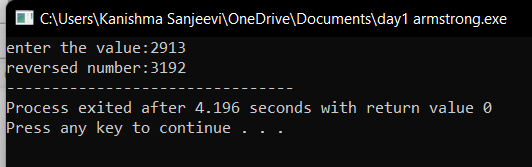 C:\Users\Kanishma Sanjeevi\OneDrive\Documents\day1 armstrong.exe
enter the value:2913
reversed number:3192
--------------------------------
Process exited after 4.196 seconds with return value 0
Press any key to continue . . .